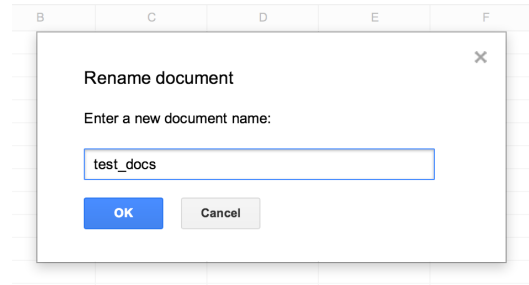 B C D E F
×
Rename document
Enter a new document name:
test_docs
OK Cancel